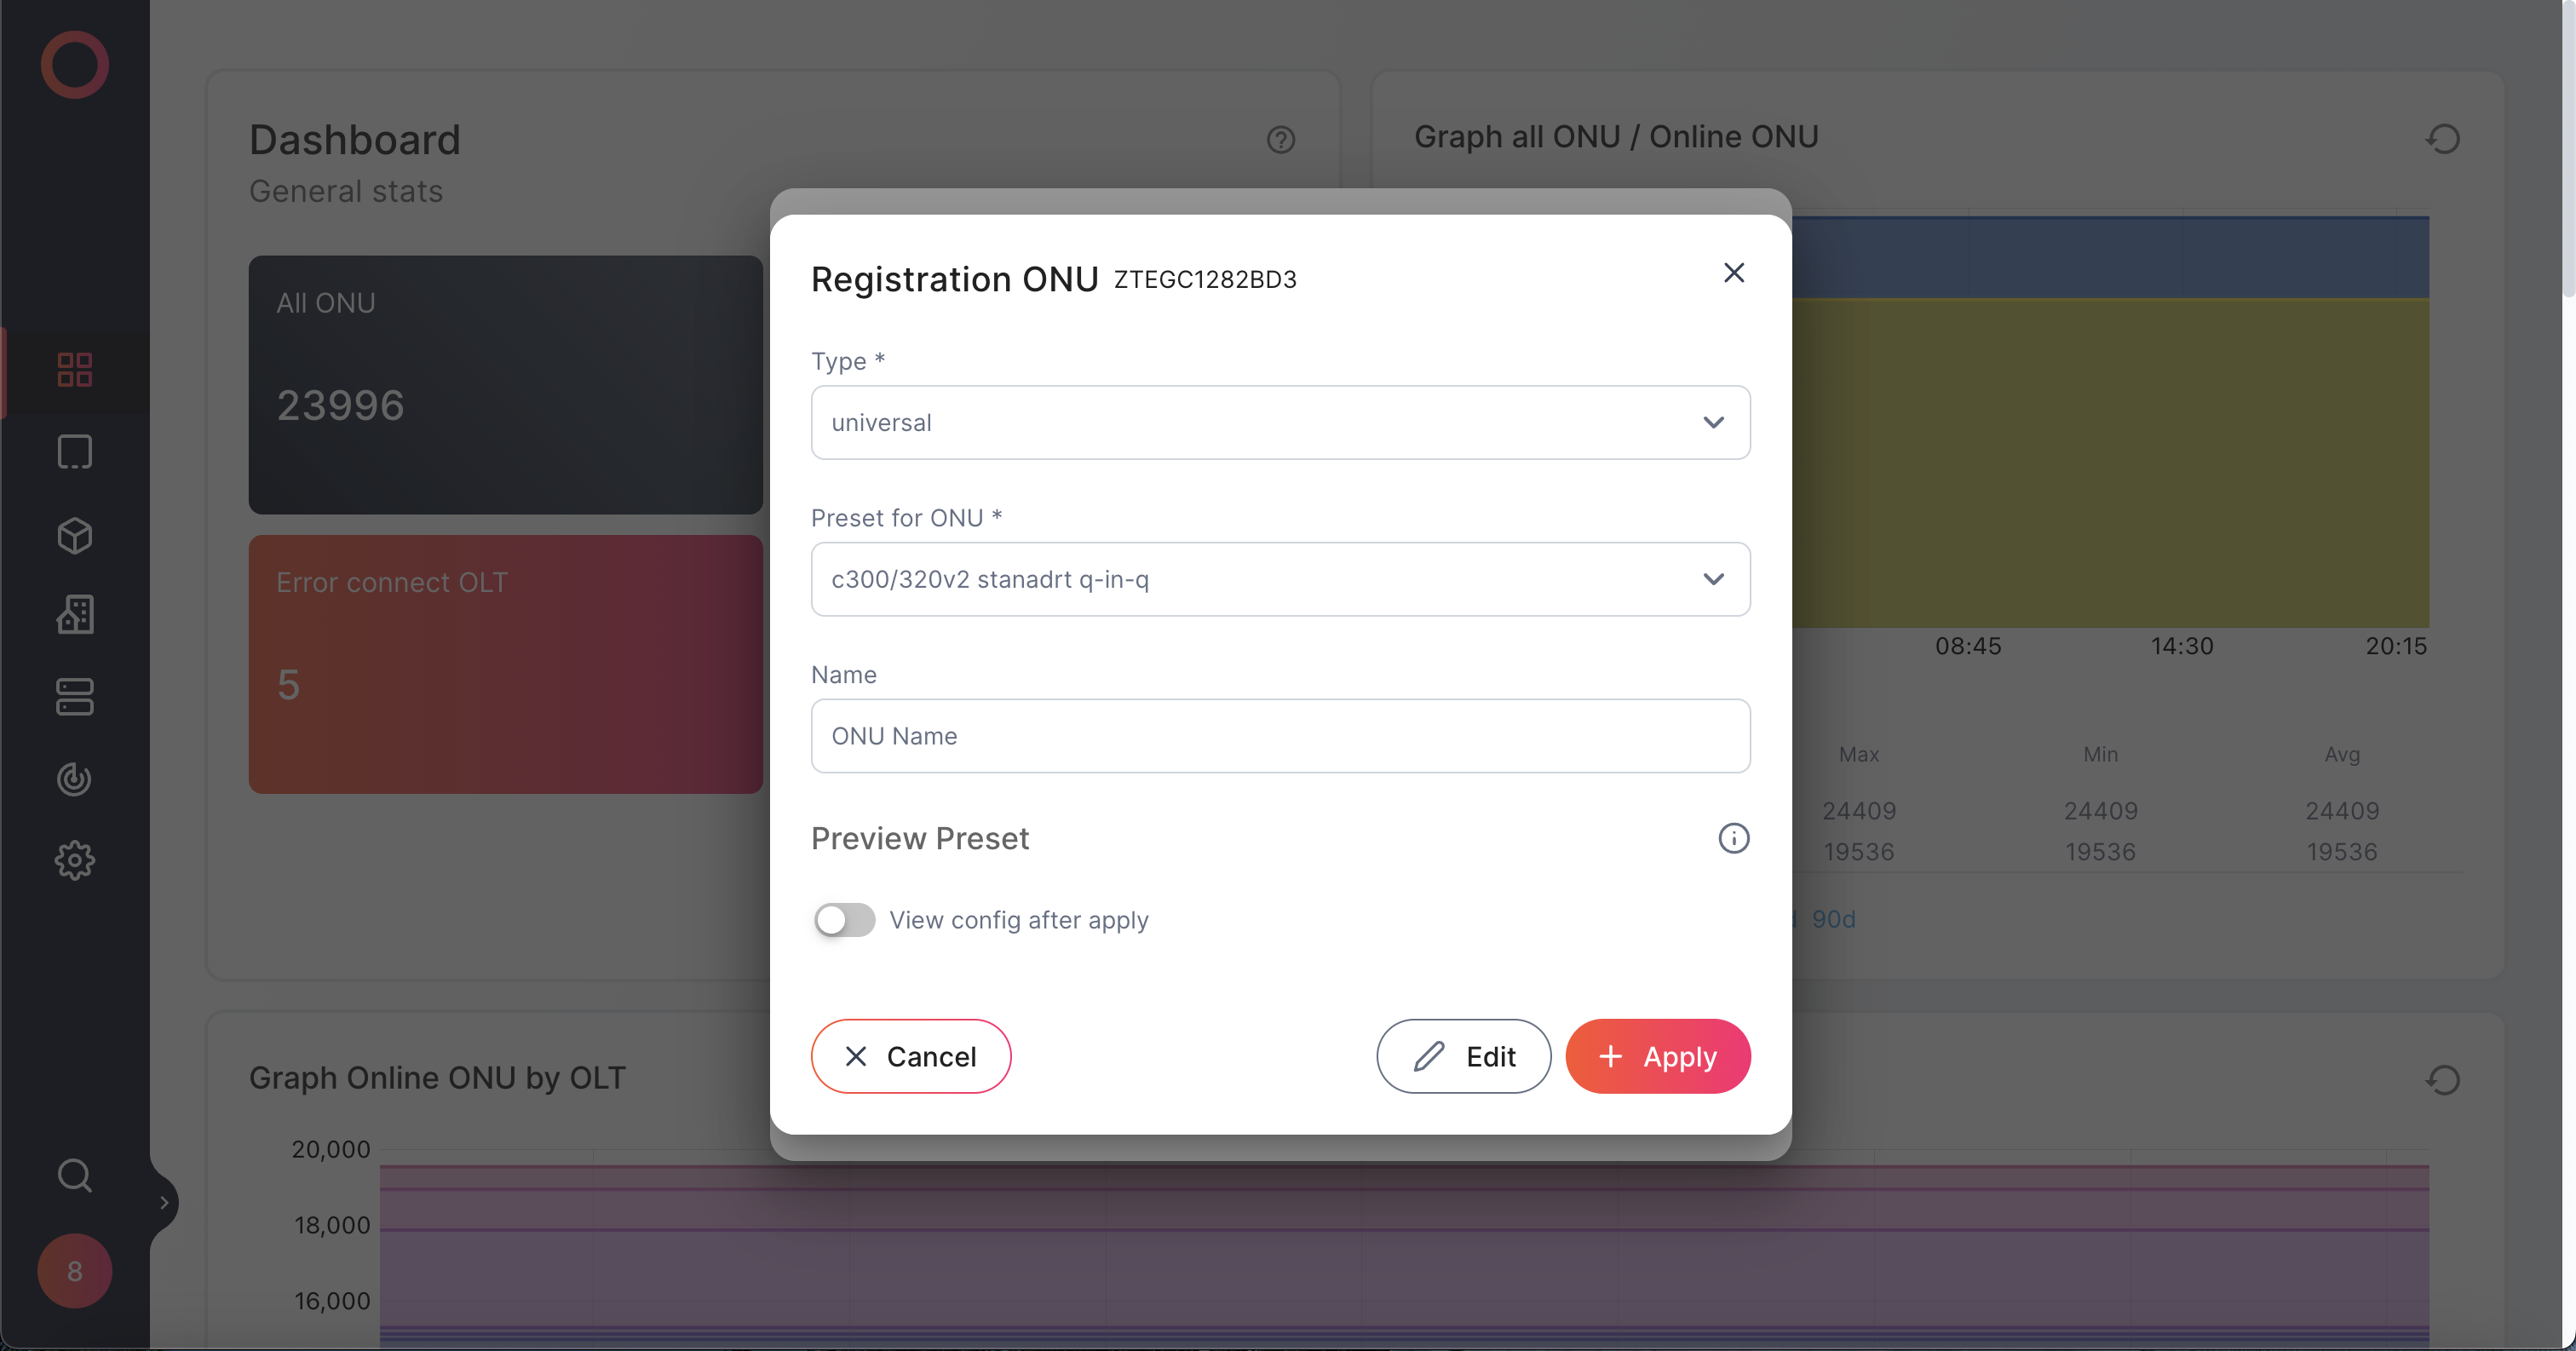 Dashboard
General stats
All ONU
23996
Error connect OLT
5
Graph all ONU / Online ONU
08:45 14:30 20:15
Max Min Avg
24409 24409 24409
19536 19536 19536
90d
Registration ONU ZTEGC1282BD3
Type *
universal
Preset for ONU *
c300/320v2 stanadrt q-in-q
Name
ONU Name
Preview Preset
View config after apply
Cancel
Edit
Apply
Graph Online ONU by OLT
20,000
18,000
16,000
8